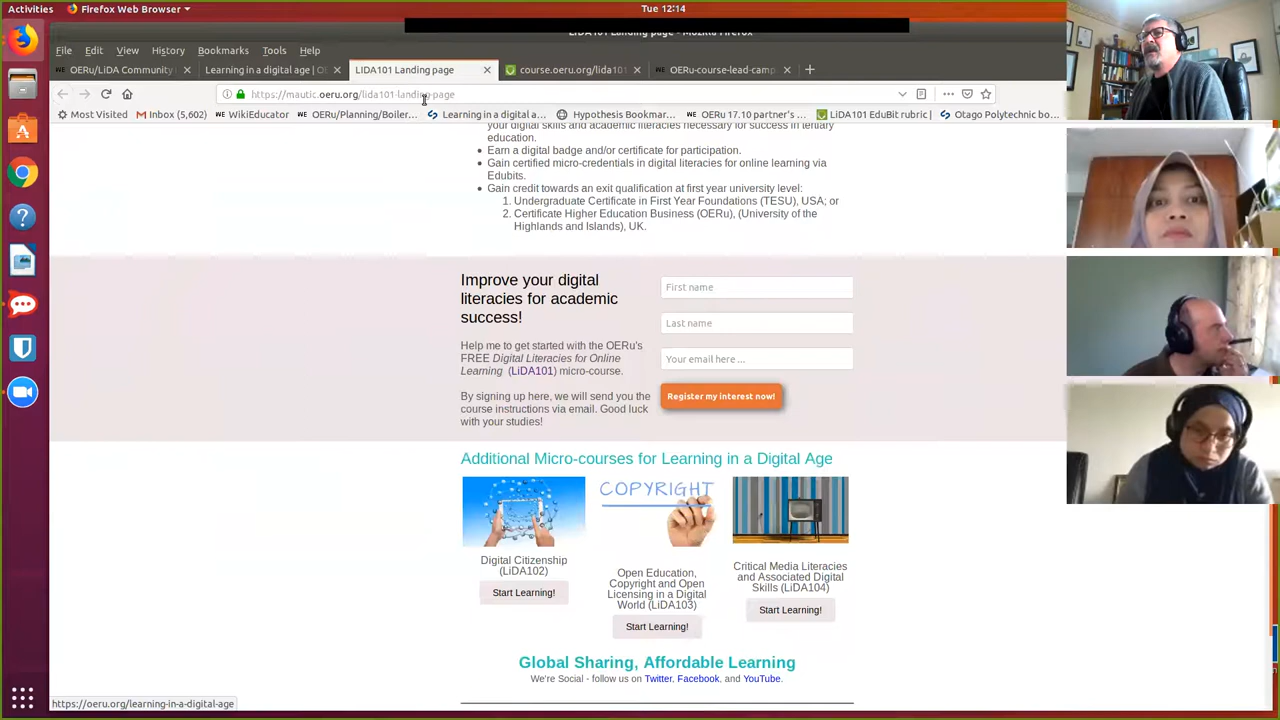 Activities
Firefox Web Browser
Tue 12:14
File Edit View History Bookmarks Tools Help
OERu/LiDA Community
Learning in a digital age | O
LIDA101 Landing page
course.oeru.org/lida101
OERu-course-lead-camp
https://mautic.oeru.org/lida101-landing-page
Most Visited
Inbox (5,602)
WikiEducator
OERu/Planning/Boiler...
Learning in a digital a...
Hypothesis Bookmar...
OERu 17.10 partner's ...
LiDA101 EduBit rubric |
Otago Polytechnic bo...
your digital skills and academic literacies necessary for success in tertiary
education.
Earn a digital badge and/or certificate for participation.
Gain certified micro-credentials in digital literacies for online learning via
Edubits.
Gain credit towards an exit qualification at first year university level:
1. Undergraduate Certificate in First Year Foundations (TESU), USA; or
2. Certificate Higher Education Business (OERu), (University of the
Highlands and Islands), UK.
Improve your digital
literacies for academic
success!
Help me to get started with the OERu's
FREE Digital Literacies for Online
Learning (LiDA101) micro-course.
By signing up here, we will send you the
course instructions via email. Good luck
with your studies!
First name
Last name
Your email here ...
Register my interest now!
Additional Micro-courses for Learning in a Digital Age
COPYRIGHT
Digital Citizenship
(LiDA102)
Start Learning!
Open Education,
Copyright and Open
Licensing in a Digital
World (LiDA103)
Start Learning!
Critical Media Literacies
and Associated Digital
Skills (LiDA104)
Start Learning!
Global Sharing, Affordable Learning
We're Social - follow us on Twitter, Facebook, and YouTube.
https://oeru.org/learning-in-a-digital-age